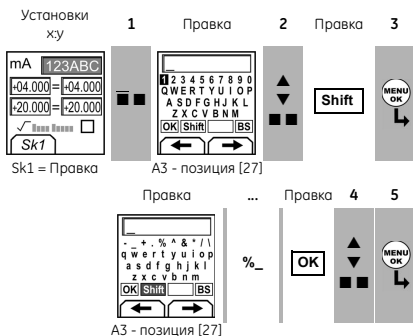 Установки x:y
1
Правка
2
Правка
3
mA 123ABC
+04.000 = +04.000
+20.000 = +20.000
Sk1
Sk1 = Правка
1 2 3 4 5 6 7 8 9 0
Q W E R T Y U I O P
A S D F G H J K L
Z X C V B N M
OK Shift BS
A3 - позиция [27]
Shift
MENU OK
Правка
...
Правка
4
5
- _ + . % ^ & * / \
q w e r t y u i o p
a s d f g h j k l
z x c v b n m
OK Shift BS
A3 - позиция [27]
%_
OK
MENU OK